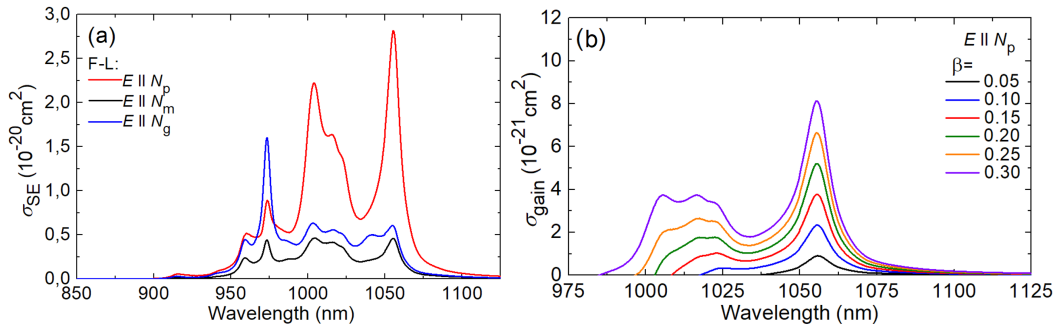 (a)
F-L:
E || Np
E || Nm
E || Ng
3,0
2,5
2,0
1,5
1,0
0,5
0,0
σSE (10⁻²⁰cm²)
850 900 950 1000 1050 1100
Wavelength (nm)
(b)
E || Np
β=
0.05
0.10
0.15
0.20
0.25
0.30
12
10
8
6
4
2
0
σgain (10⁻²¹cm²)
975 1000 1025 1050 1075 1100 1125
Wavelength (nm)